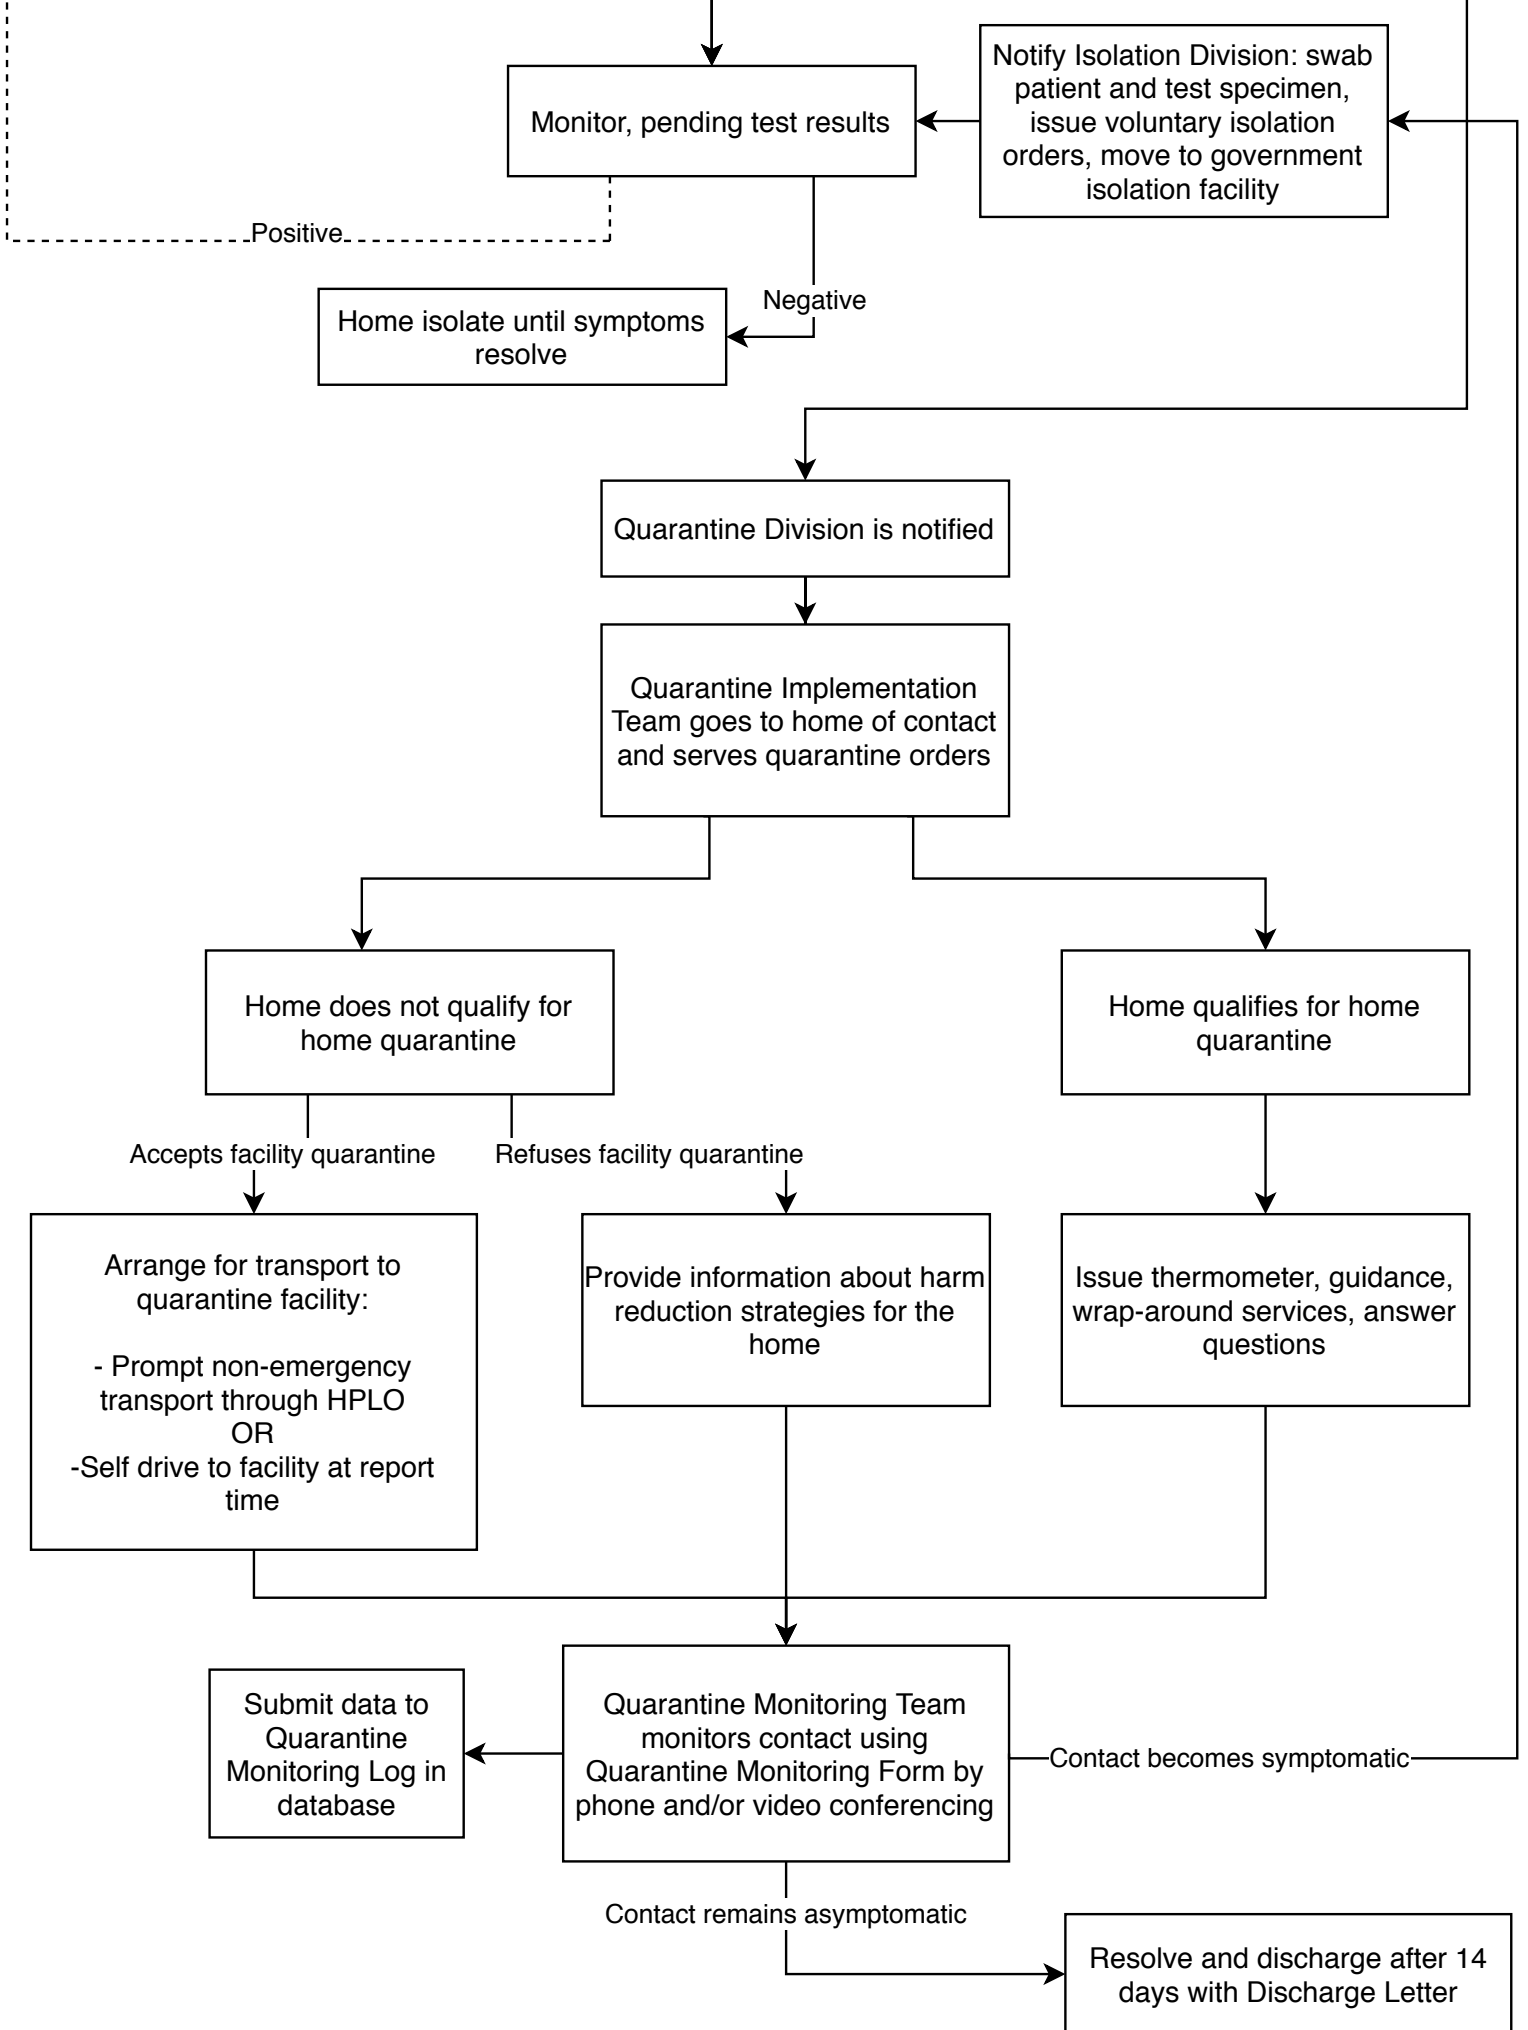 Notify Isolation Division: swab
patient and test specimen,
issue voluntary isolation
orders, move to government
isolation facility
Monitor, pending test results
Positive
Negative
Home isolate until symptoms
resolve
Quarantine Division is notified
Quarantine Implementation
Team goes to home of contact
and serves quarantine orders
Home does not qualify for
home quarantine
Home qualifies for home
quarantine
Accepts facility quarantine
Refuses facility quarantine
Arrange for transport to
quarantine facility:
- Prompt non-emergency
transport through HPLO
OR
-Self drive to facility at report
time
Provide information about harm
reduction strategies for the
home
Issue thermometer, guidance,
wrap-around services, answer
questions
Submit data to
Quarantine
Monitoring Log in
database
Quarantine Monitoring Team
monitors contact using
Quarantine Monitoring Form by
phone and/or video conferencing
Contact becomes symptomatic
Contact remains asymptomatic
Resolve and discharge after 14
days with Discharge Letter